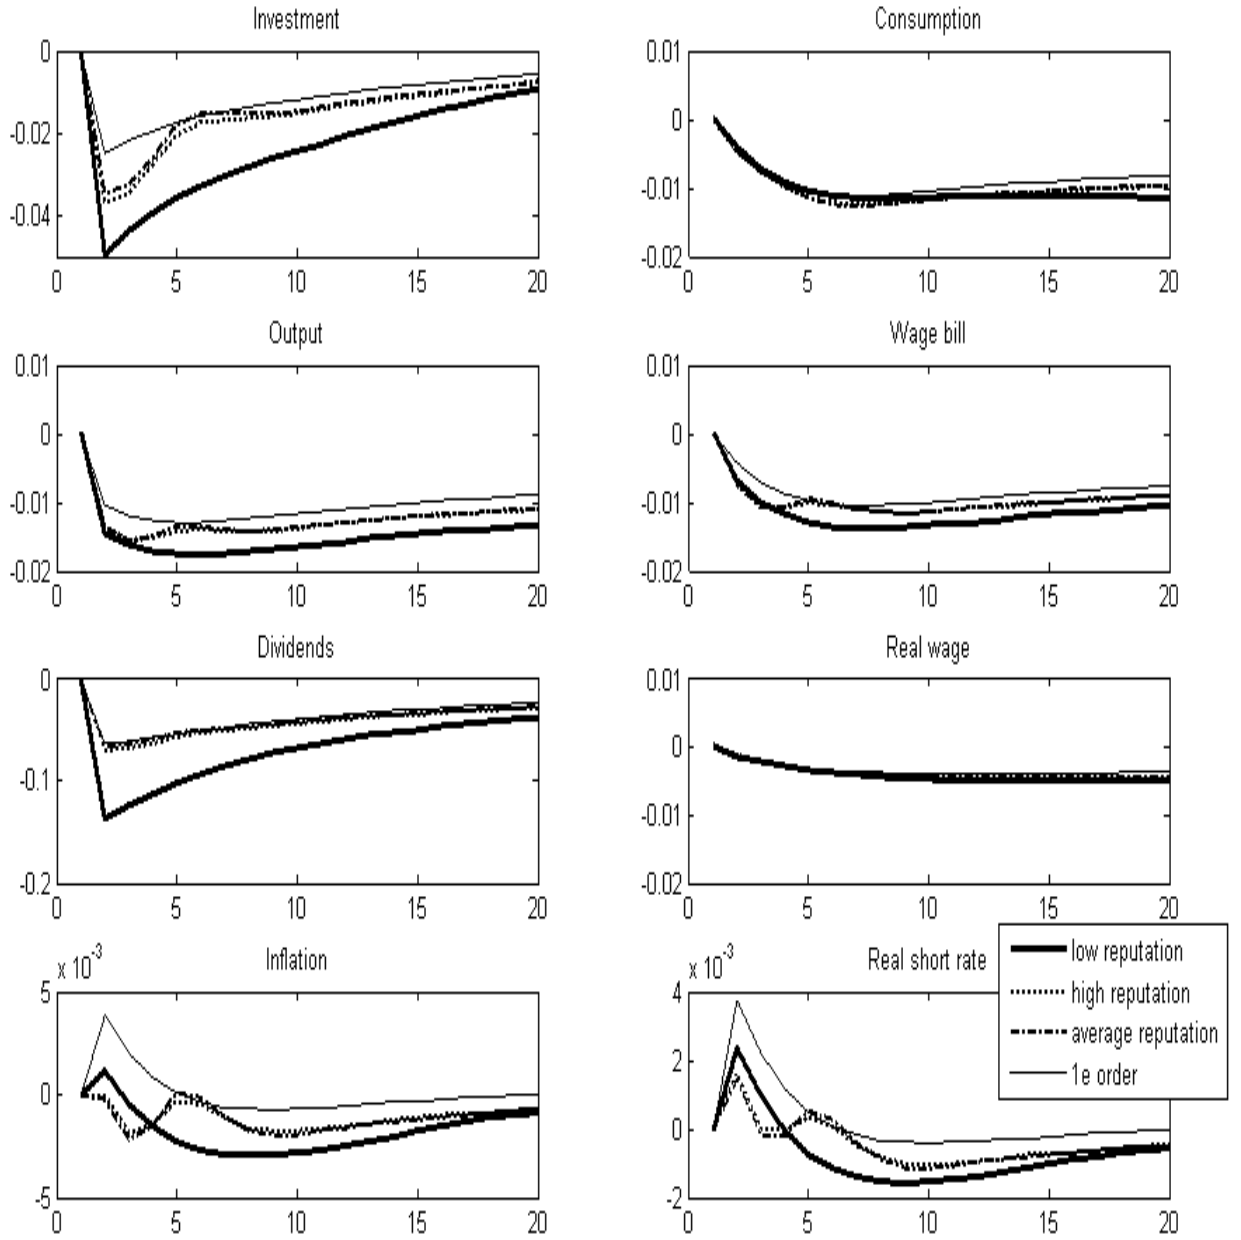 Investment
Consumption
0
-0.02
-0.04
0 5 10 15 20
0.01
0
-0.01
-0.02
0 5 10 15 20
Output
Wage bill
0.01
0
-0.01
-0.02
0 5 10 15 20
0.01
0
-0.01
-0.02
0 5 10 15 20
Dividends
Real wage
0
-0.1
-0.2
0 5 10 15 20
0.01
0
-0.01
-0.02
0 5 10 15 20
Inflation
x 10-3
5
0
-5
0 5 10 15 20
Real short rate
x 10-3
4
2
0
-2
0 5 10 15 20
low reputation
high reputation
average reputation
1e order